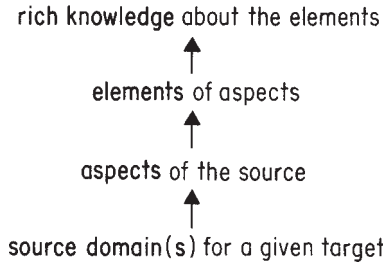 rich knowledge about the elements
elements of aspects
aspects of the source
source domain(s) for a given target